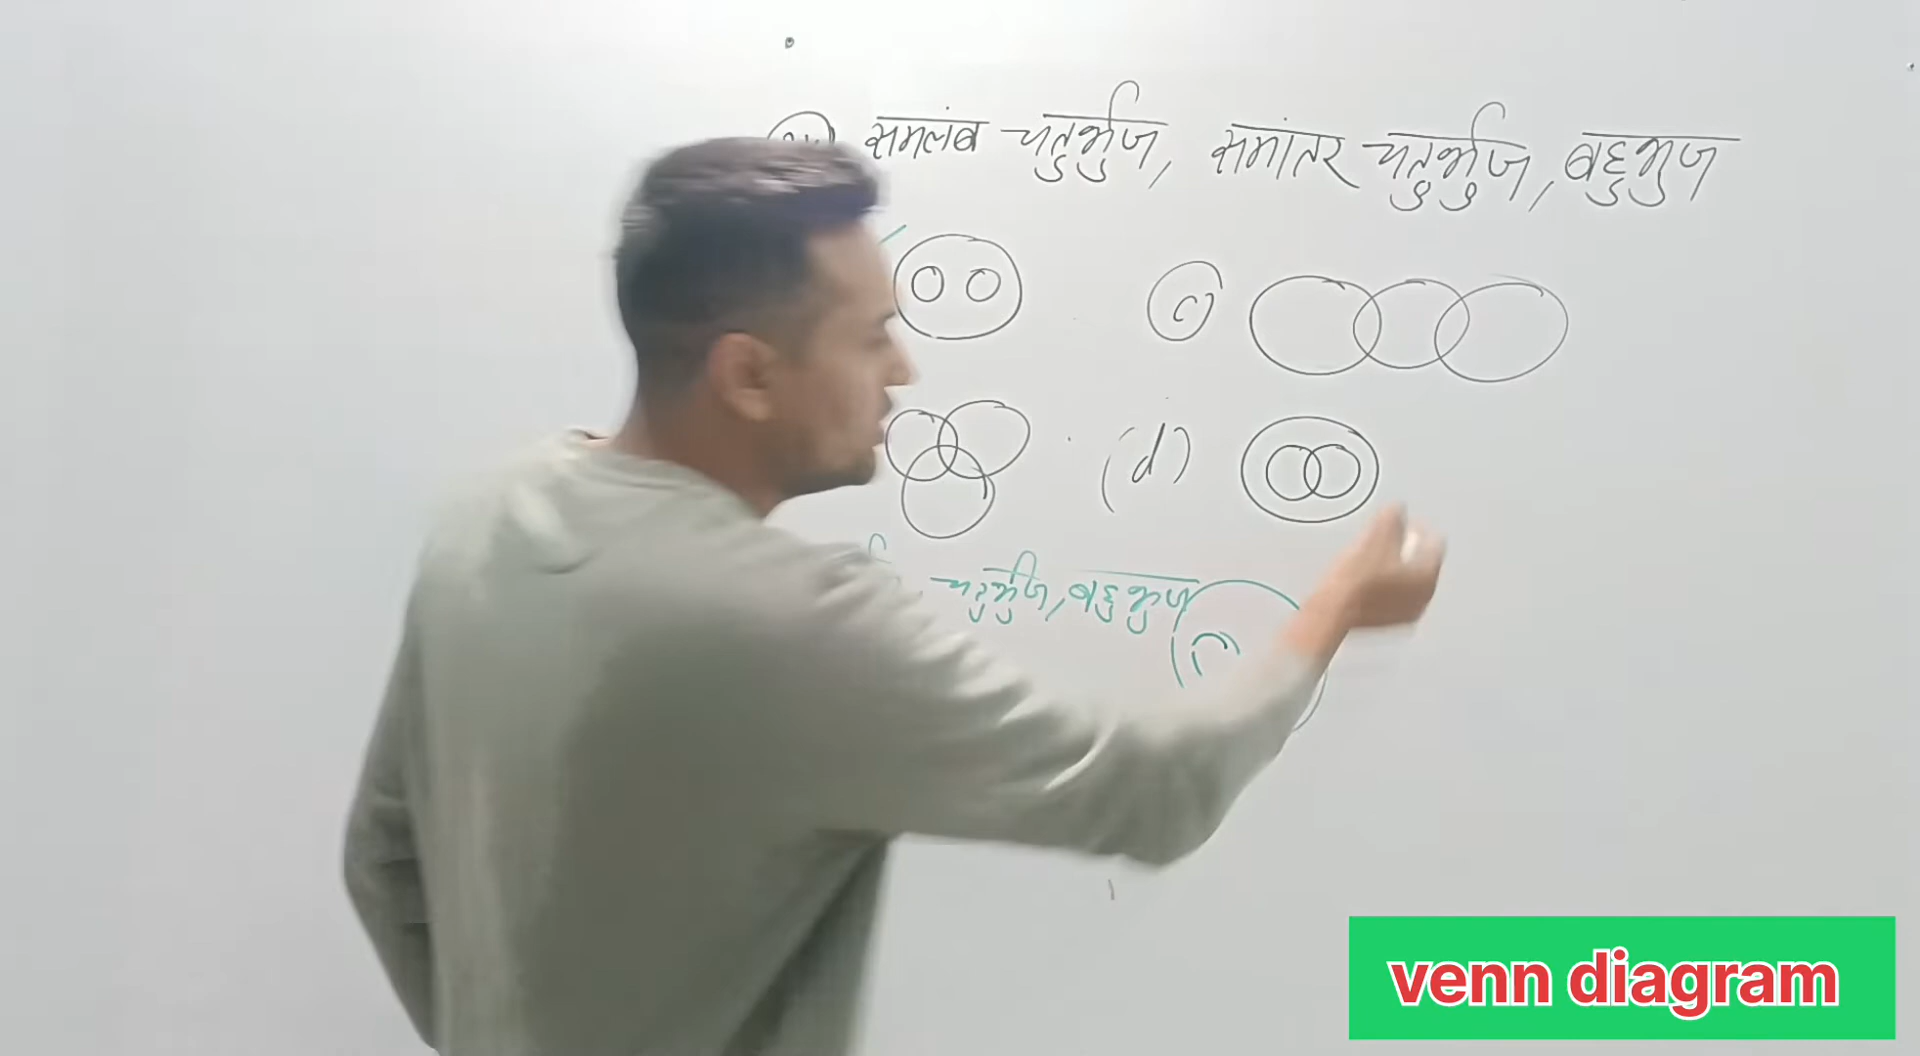 समलंब चतुर्भुज, समांतर चतुर्भुज, बहुभुज
c
(d)
चतुर्भुज, बहुभुज
venn diagram